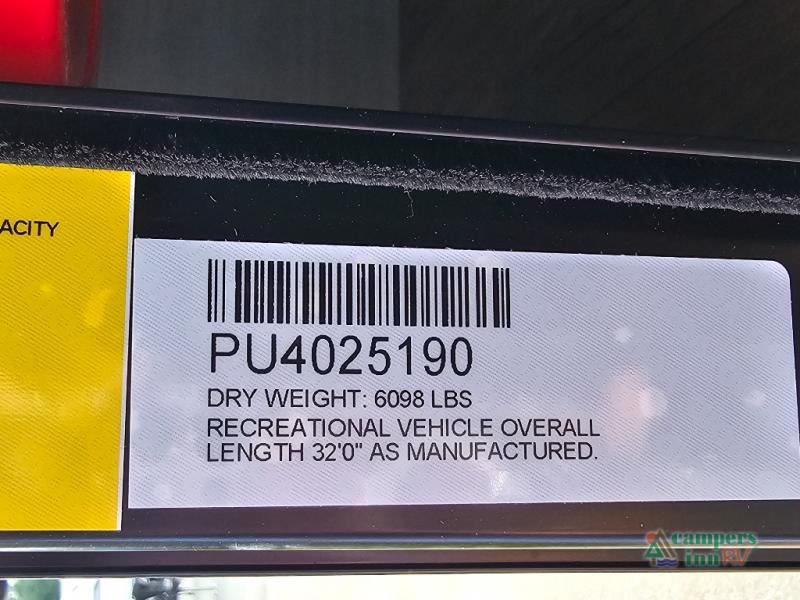 ACITY
PU4025190
DRY WEIGHT: 6098 LBS
RECREATIONAL VEHICLE OVERALL
LENGTH 32'0" AS MANUFACTURED.
campers
inn RV